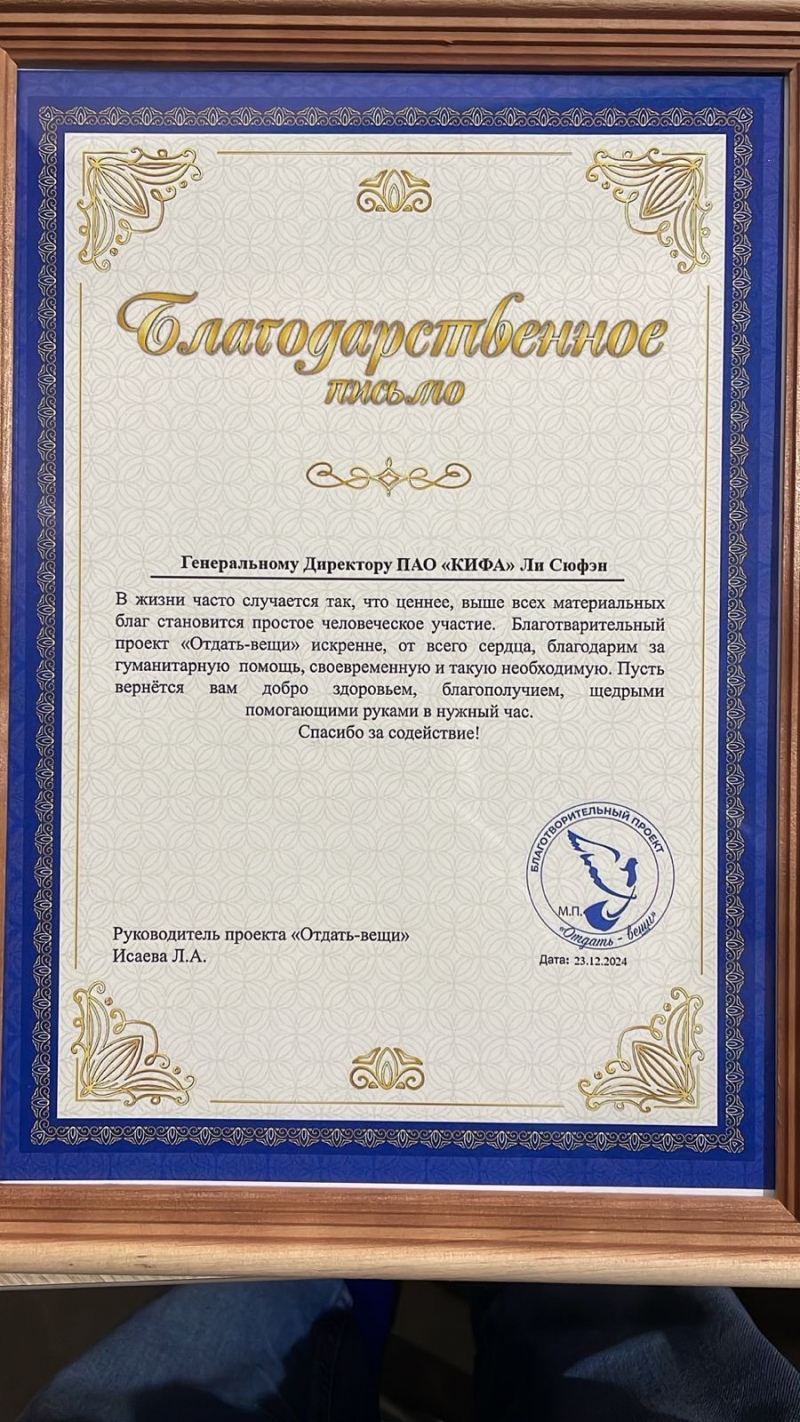 Благодарственное
письмо
Генеральному Директору ПАО «КИФА» Ли Сюфэн
В жизни часто случается так, что ценнее, выше всех материальных
благ становится простое человеческое участие. Благотварительный
проект «Отдать-вещи» искренне, от всего сердца, благодарим за
гуманитарную помощь, своевременную и такую необходимую. Пусть
вернётся вам добро здоровьем, благополучием, щедрыми
помогающими руками в нужный час.
Спасибо за содействие!
БЛАГОТВОРИТЕЛЬНЫЙ ПРОЕКТ
М.П.
«Отдать - вещи»
Руководитель проекта «Отдать-вещи»
Исаева Л.А.
Дата: 23.12.2024